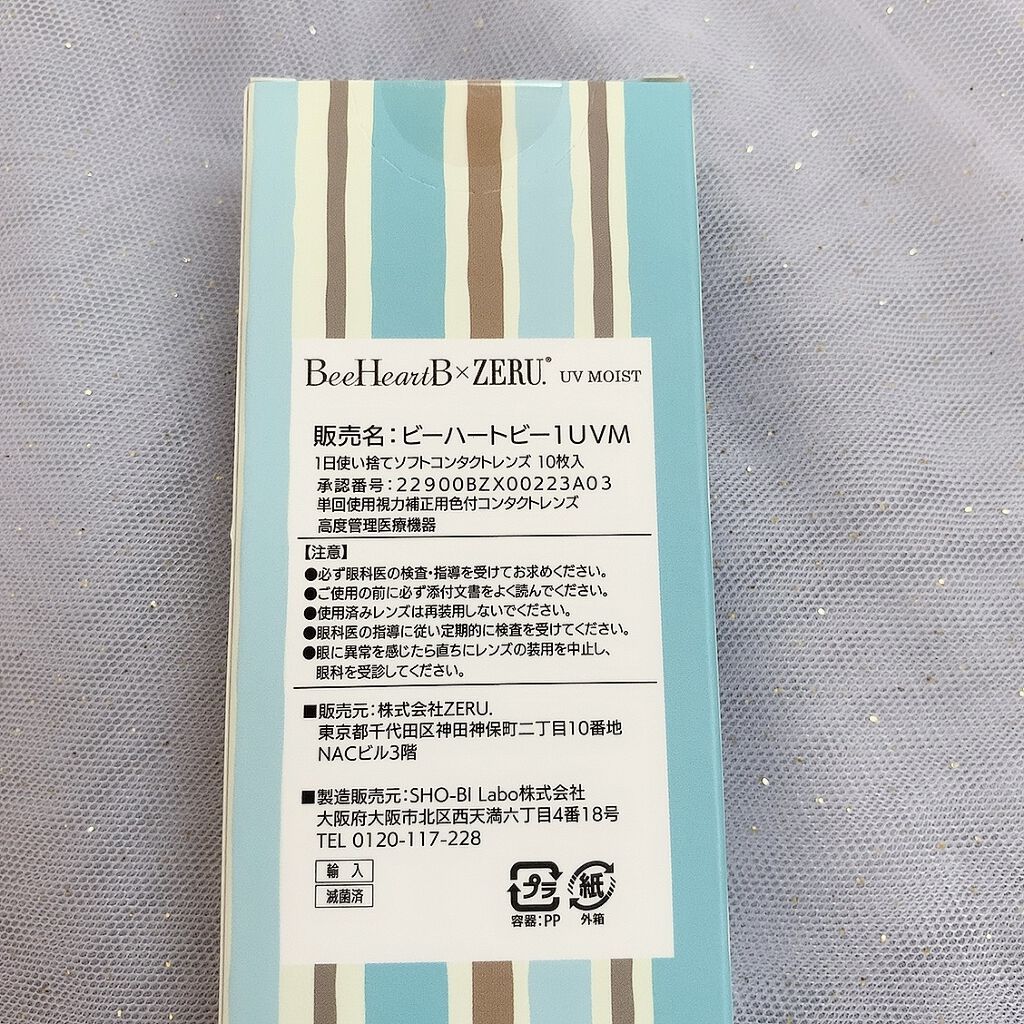 BeeHeartB×ZERU.® UV MOIST
販売名：ビーハートビー1UVM
1日使い捨てソフトコンタクトレンズ 10枚入
承認番号：22900BZX00223A03
単回使用視力補正用色付コンタクトレンズ
高度管理医療機器
【注意】
●必ず眼科医の検査・指導を受けてお求めください。
●ご使用の前に必ず添付文書をよく読んでください。
●使用済みレンズは再装用しないでください。
●眼科医の指導に従い定期的に検査を受けてください。
●眼に異常を感じたら直ちにレンズの装用を中止し、
眼科を受診してください。
■販売元：株式会社ZERU.
東京都千代田区神田神保町二丁目10番地
NACビル3階
■製造販売元：SHO-BI Labo株式会社
大阪府大阪市北区西天満六丁目4番18号
TEL 0120-117-228
輸 入
滅菌済
プラ 紙
容器：PP 外箱